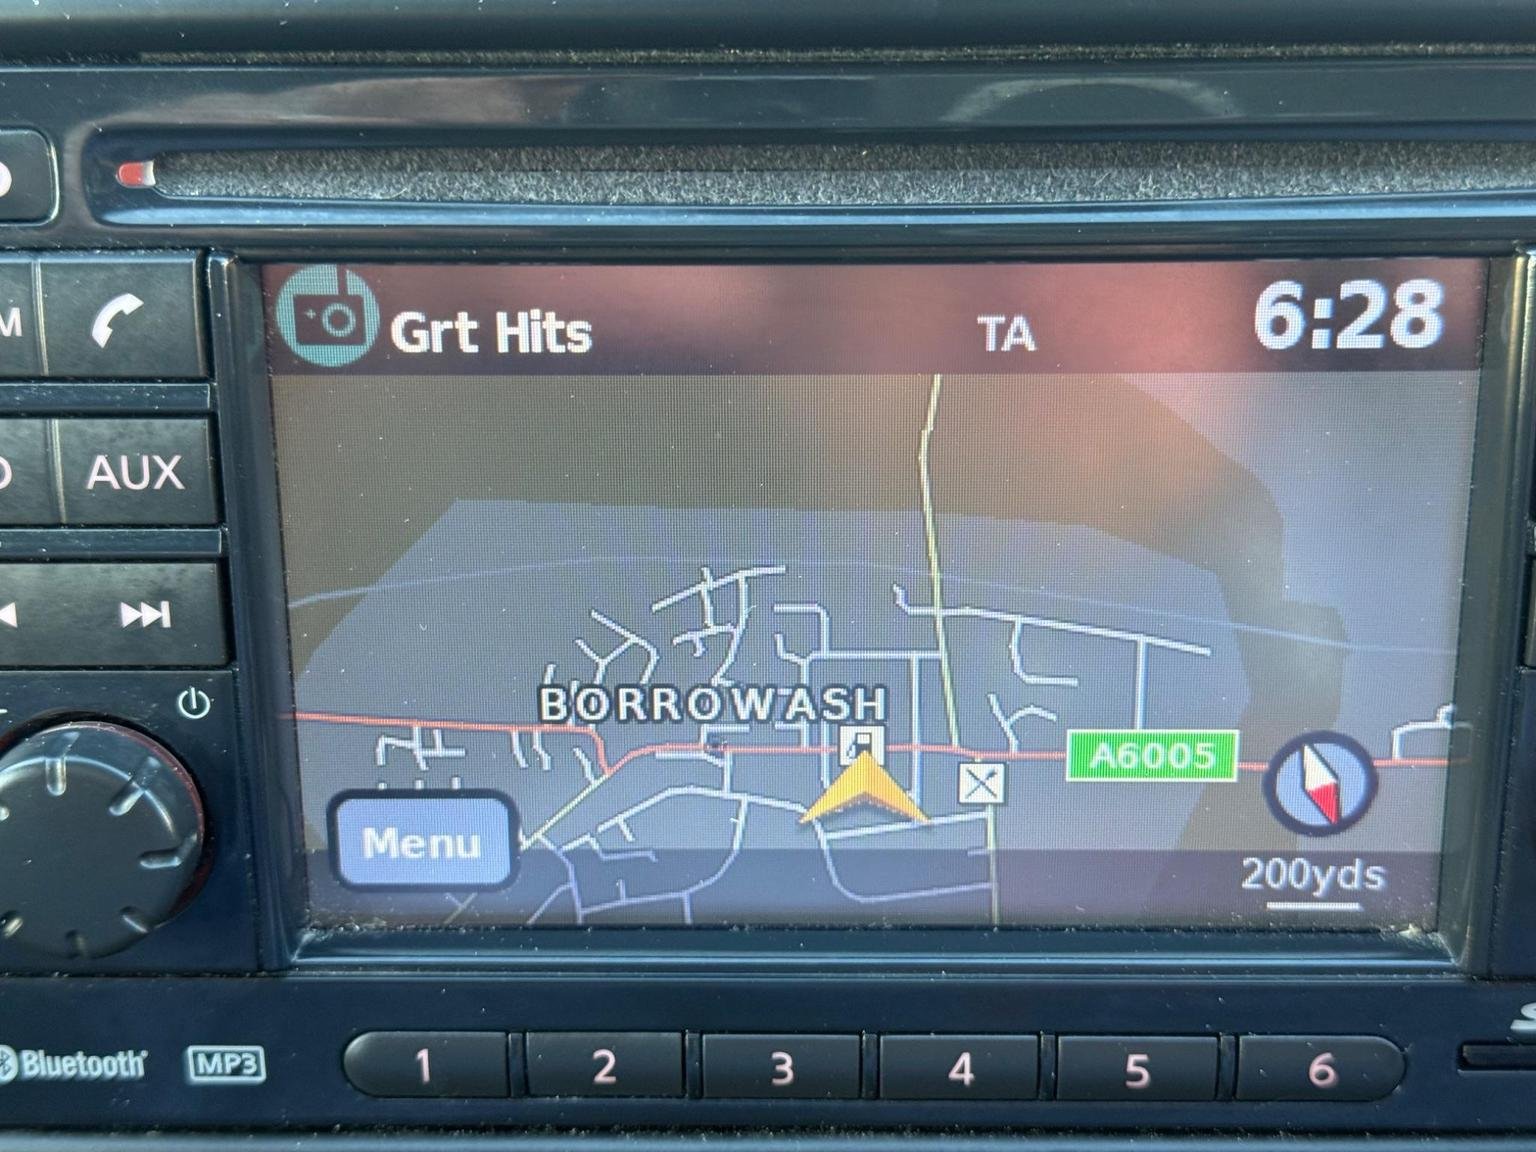 Grt Hits
TA
6:28
M
AUX
BORROWASH
A6005
Menu
200yds
Bluetooth
MP3
1
2
3
4
5
6